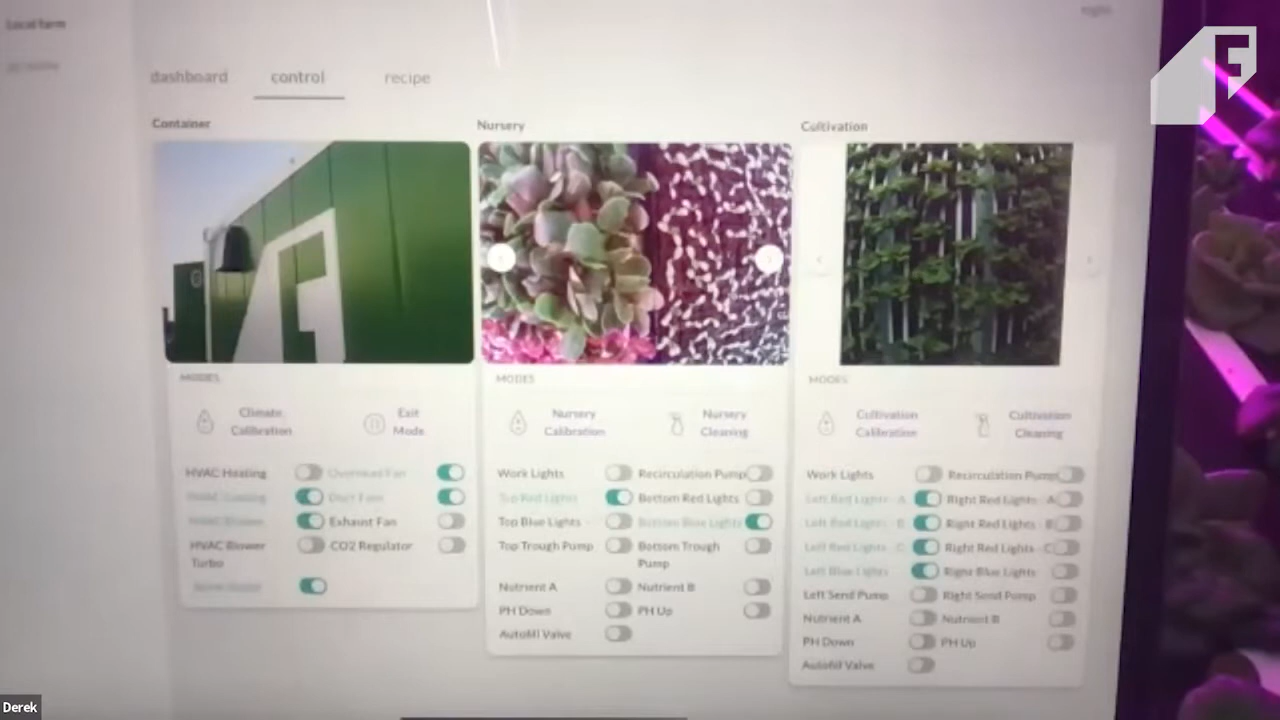 Local farm
dashboard
control
recipe
Container
Nursery
Cultivation
MODES
Climate
Calibration
Exit
Mode
HVAC Heating
Overhead Fan
Duct Fans
Exhaust Fan
HVAC Blower
Turbo
CO2 Regulator
MODES
Nursery
Calibration
Nursery
Cleaning
Work Lights
Recirculation Pump
Top Red Lights
Bottom Red Lights
Top Blue Lights
Bottom Blue Lights
Top Trough Pump
Bottom Trough
Pump
Nutrient A
Nutrient B
PH Down
PH Up
Autofill Valve
MODES
Cultivation
Calibration
Cultivation
Cleaning
Work Lights
Recirculation Pump
Left Red Lights - A
Right Red Lights - A
Left Red Lights - B
Right Red Lights - B
Left Red Lights - C
Right Red Lights - C
Left Blue Lights
Right Blue Lights
Left Send Pump
Right Send Pump
Nutrient A
Nutrient B
PH Down
PH Up
Autofill Valve
Derek